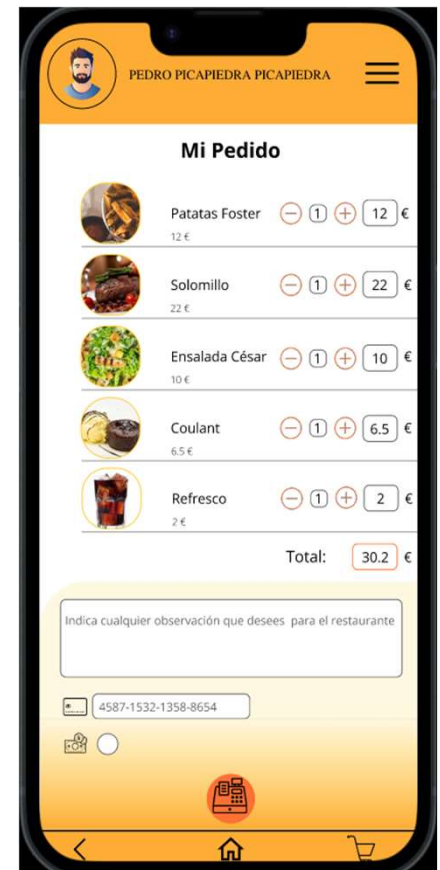 PEDRO PICAPIEDRA PICAPIEDRA
Mi Pedido
Patatas Foster 1 12 €
12 €
Solomillo 1 22 €
22 €
Ensalada César 1 10 €
10 €
Coulant 1 6.5 €
6.5 €
Refresco 1 2 €
2 €
Total: 30.2 €
Indica cualquier observación que desees para el restaurante
4587-1532-1358-8654